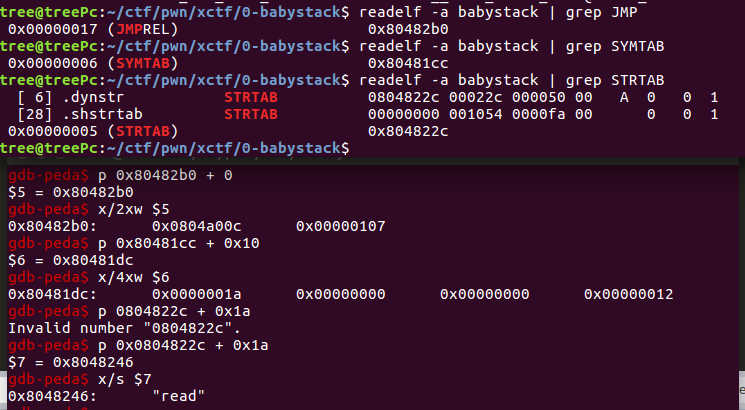 tree@treePc:~/ctf/pwn/xctf/0-babystack$ readelf -a babystack | grep JMP
0x00000017 (JMPREL) 0x80482b0
tree@treePc:~/ctf/pwn/xctf/0-babystack$ readelf -a babystack | grep SYMTAB
0x00000006 (SYMTAB) 0x80481cc
tree@treePc:~/ctf/pwn/xctf/0-babystack$ readelf -a babystack | grep STRTAB
[ 6] .dynstr STRTAB 0804822c 00022c 000050 00 A 0 0 1
[28] .shstrtab STRTAB 00000000 001054 0000fa 00 0 0 1
0x00000005 (STRTAB) 0x804822c
tree@treePc:~/ctf/pwn/xctf/0-babystack$
gdb-peda$ p 0x80482b0 + 0
$5 = 0x80482b0
gdb-peda$ x/2xw $5
0x80482b0: 0x0804a00c 0x00000107
gdb-peda$ p 0x80481cc + 0x10
$6 = 0x80481dc
gdb-peda$ x/4xw $6
0x80481dc: 0x0000001a 0x00000000 0x00000000 0x00000012
gdb-peda$ p 0804822c + 0x1a
Invalid number "0804822c".
gdb-peda$ p 0x0804822c + 0x1a
$7 = 0x8048246
gdb-peda$ x/s $7
0x8048246: "read"